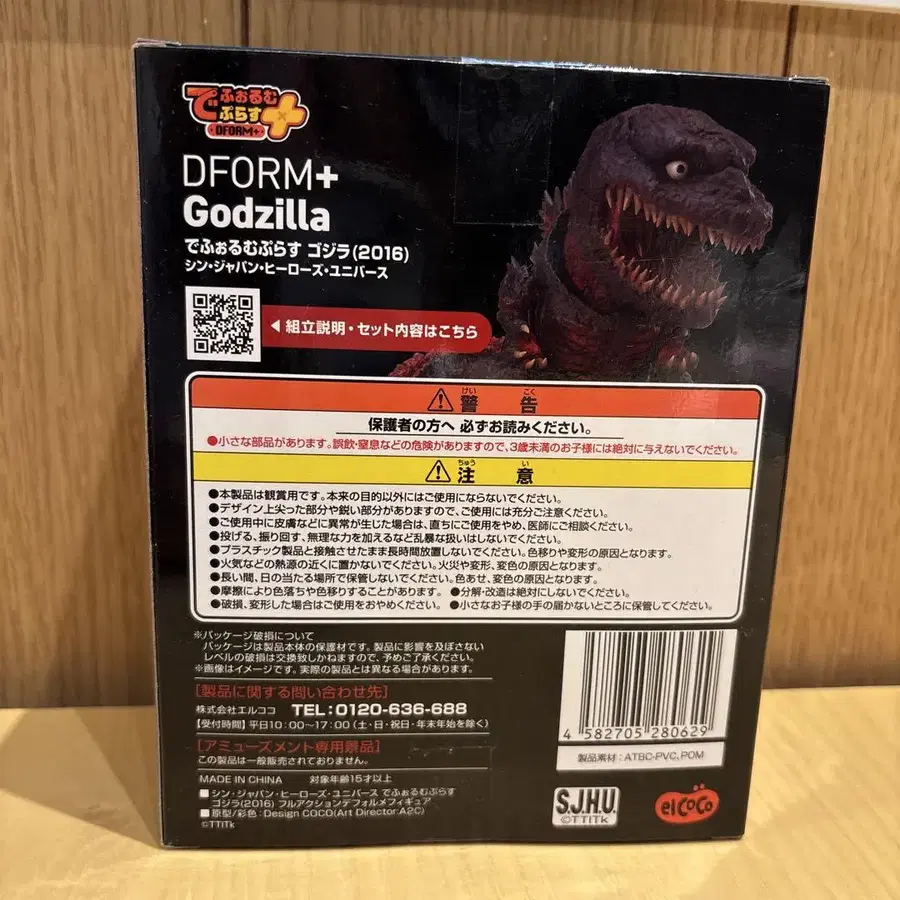 でふぉるむ
ぷらす
DFORM+
DFORM+
Godzilla
でふぉるむぷらす ゴジラ(2016)
シン・ジャパン・ヒーローズ・ユニバース
◀ 組立説明・セット内容はこちら
⚠ 警告
けい こく
保護者の方へ 必ずお読みください。
●小さな部品があります。誤飲・窒息などの危険がありますので、3歳未満のお子様には絶対に与えないでください。
⚠ 注意
ちゅう い
●本製品は観賞用です。本来の目的以外にはご使用にならないでください。
●デザイン上尖った部分や鋭い部分がありますので、ご使用には充分ご注意ください。
●ご使用中に皮膚などに異常が生じた場合は、直ちにご使用をやめ、医師にご相談ください。
●投げる、振り回す、無理な力を加えるなど乱暴な扱いはしないでください。
●プラスチック製品と接触させたまま長時間放置しないでください。色移りや変形の原因となります。
●火気などの熱源の近くに置かないでください。火災や変形、変色の原因となります。
●長い間、日の当たる場所で保管しないでください。色あせ、変色の原因となります。
●摩擦により色落ちや色移りすることがあります。 ●分解・改造は絶対にしないでください。
●破損、変形した場合はご使用をおやめください。 ●小さなお子様の手の届かないところに保管してください。
※パッケージ破損について
パッケージは製品本体の保護材です。製品に影響を及ぼさない
レベルの破損は交換致しかねますので、予めご了承ください。
※画像はイメージです。実際の製品とは異なる場合があります。
[製品に関する問い合わせ先]
株式会社エルココ TEL:0120-636-688
【受付時間】平日10:00〜17:00(土・日・祝日・年末年始を除く)
[アミューズメント専用景品]
この製品は一般販売されておりません。
MADE IN CHINA 対象年齢15才以上
■シン・ジャパン・ヒーローズ・ユニバース でふぉるむぷらす
ゴジラ(2016) フルアクションデフォルメフィギュア
■原型/彩色:Design COCO(Art Director:A2C)
©TTITk
4 582705 280629
製品素材:ATBC-PVC、POM
S.J.H.U.
©TTITk
elcoco